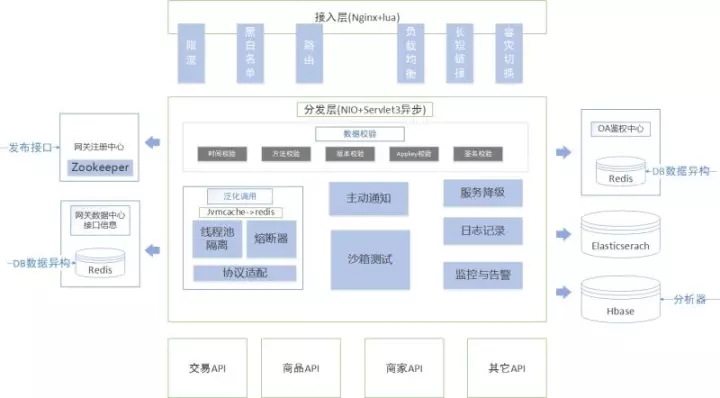 接入层(Nginx+lua)
限流
黑白名单
路由
负载均衡
长短链接
容灾切换
分发层(NIO+Servlet3异步)
数据校验
时间校验
方法校验
版本校验
Appkey校验
签名校验
发布接口
网关注册中心
Zookeeper
OA鉴权中心
Redis
DB数据异构
泛化调用
Jvmcache->redis
线程池隔离
熔断器
协议适配
主动通知
沙箱测试
服务降级
日志记录
监控与告警
网关数据中心
接口信息
Redis
DB数据异构
Elasticserach
Hbase
分析器
交易API
商品API
商家API
其它API